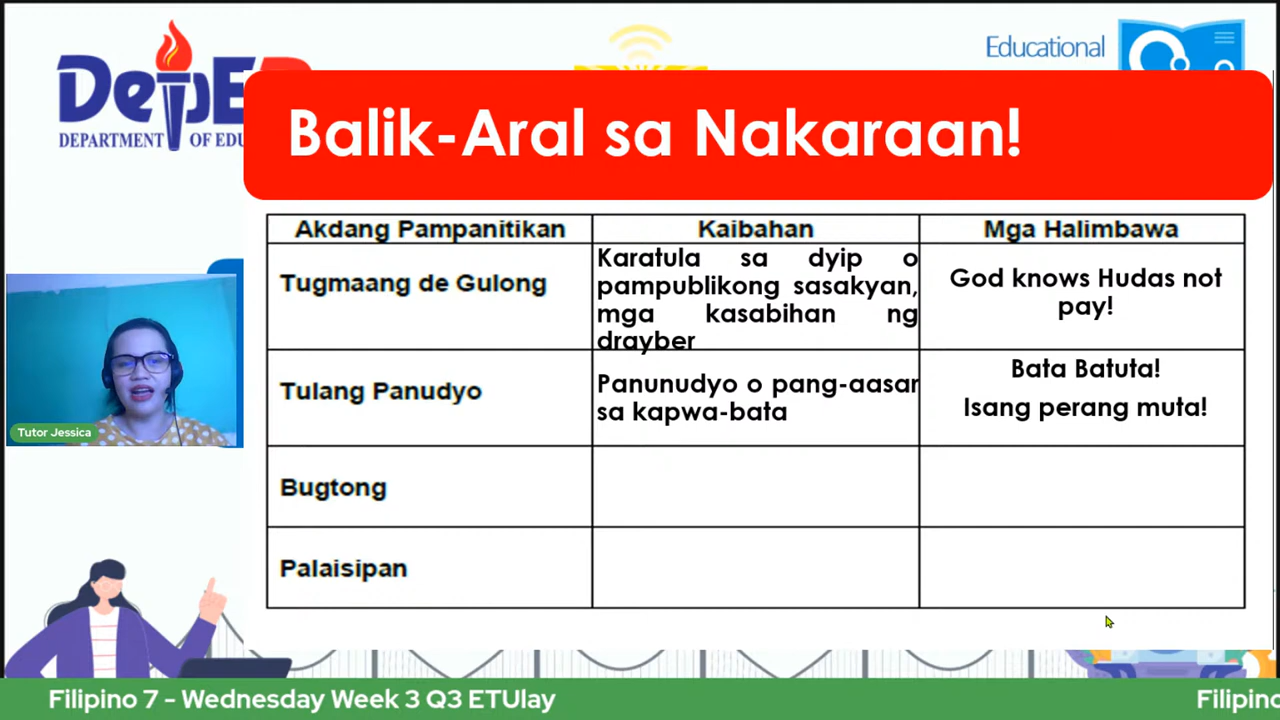 DepE
DEPARTMENT OF EDU
Educational
Balik-Aral sa Nakaraan!
Akdang Pampanitikan
Kaibahan
Mga Halimbawa
Tugmaang de Gulong
Karatula sa dyip o
pampublikong sasakyan,
mga kasabihan ng
drayber
God knows Hudas not
pay!
Tulang Panudyo
Panunudyo o pang-aasar
sa kapwa-bata
Bata Batuta!
Isang perang muta!
Bugtong
Palaisipan
Tutor Jessica
Filipino 7 - Wednesday Week 3 Q3 ETUlay
Filipino